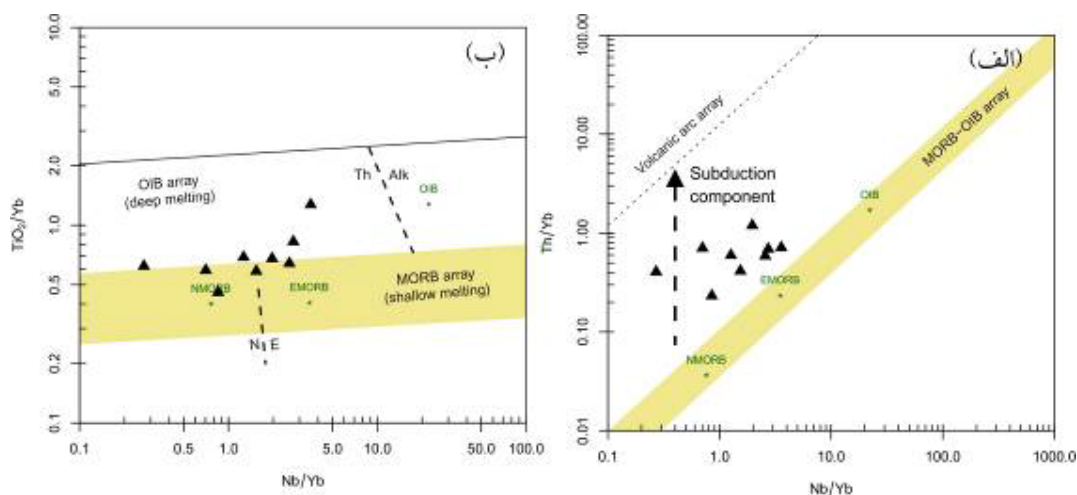 (ب)
10.0
5.0
2.0
1.0
0.5
0.2
0.1
TiO₂/Yb
OIB array
(deep melting)
Th
Alk
OIB
MORB array
(shallow melting)
NMORB
EMORB
N
E
0.1
0.5
1.0
5.0
10.0
50.0
100.0
Nb/Yb
(الف)
100.00
10.00
1.00
0.10
0.01
Th/Yb
Volcanic arc array
MORB-OIB array
Subduction
component
OIB
EMORB
NMORB
0.1
1.0
10.0
100.0
1000.0
Nb/Yb